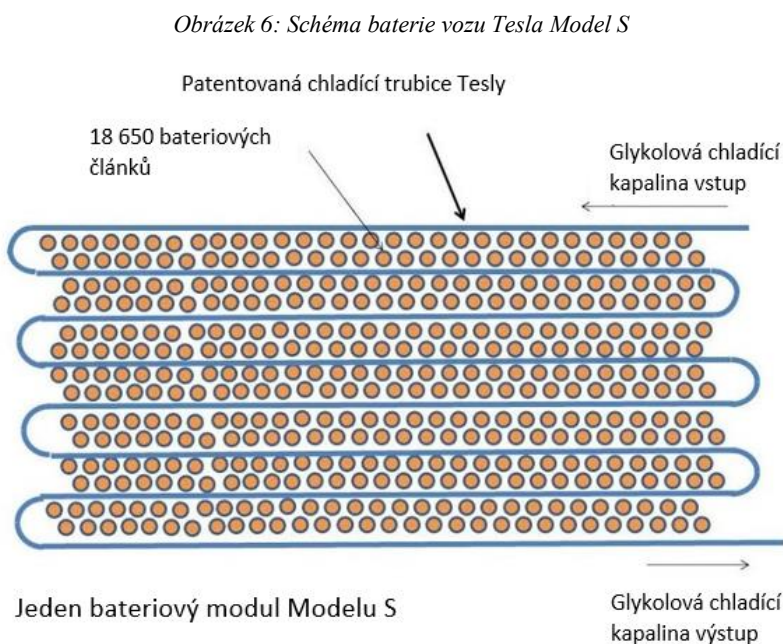 Obrázek 6: Schéma baterie vozu Tesla Model S
Patentovaná chladící trubice Tesly
18 650 bateriových
článků
Glykolová chladící
kapalina vstup
Jeden bateriový modul Modelu S
Glykolová chladící
kapalina výstup